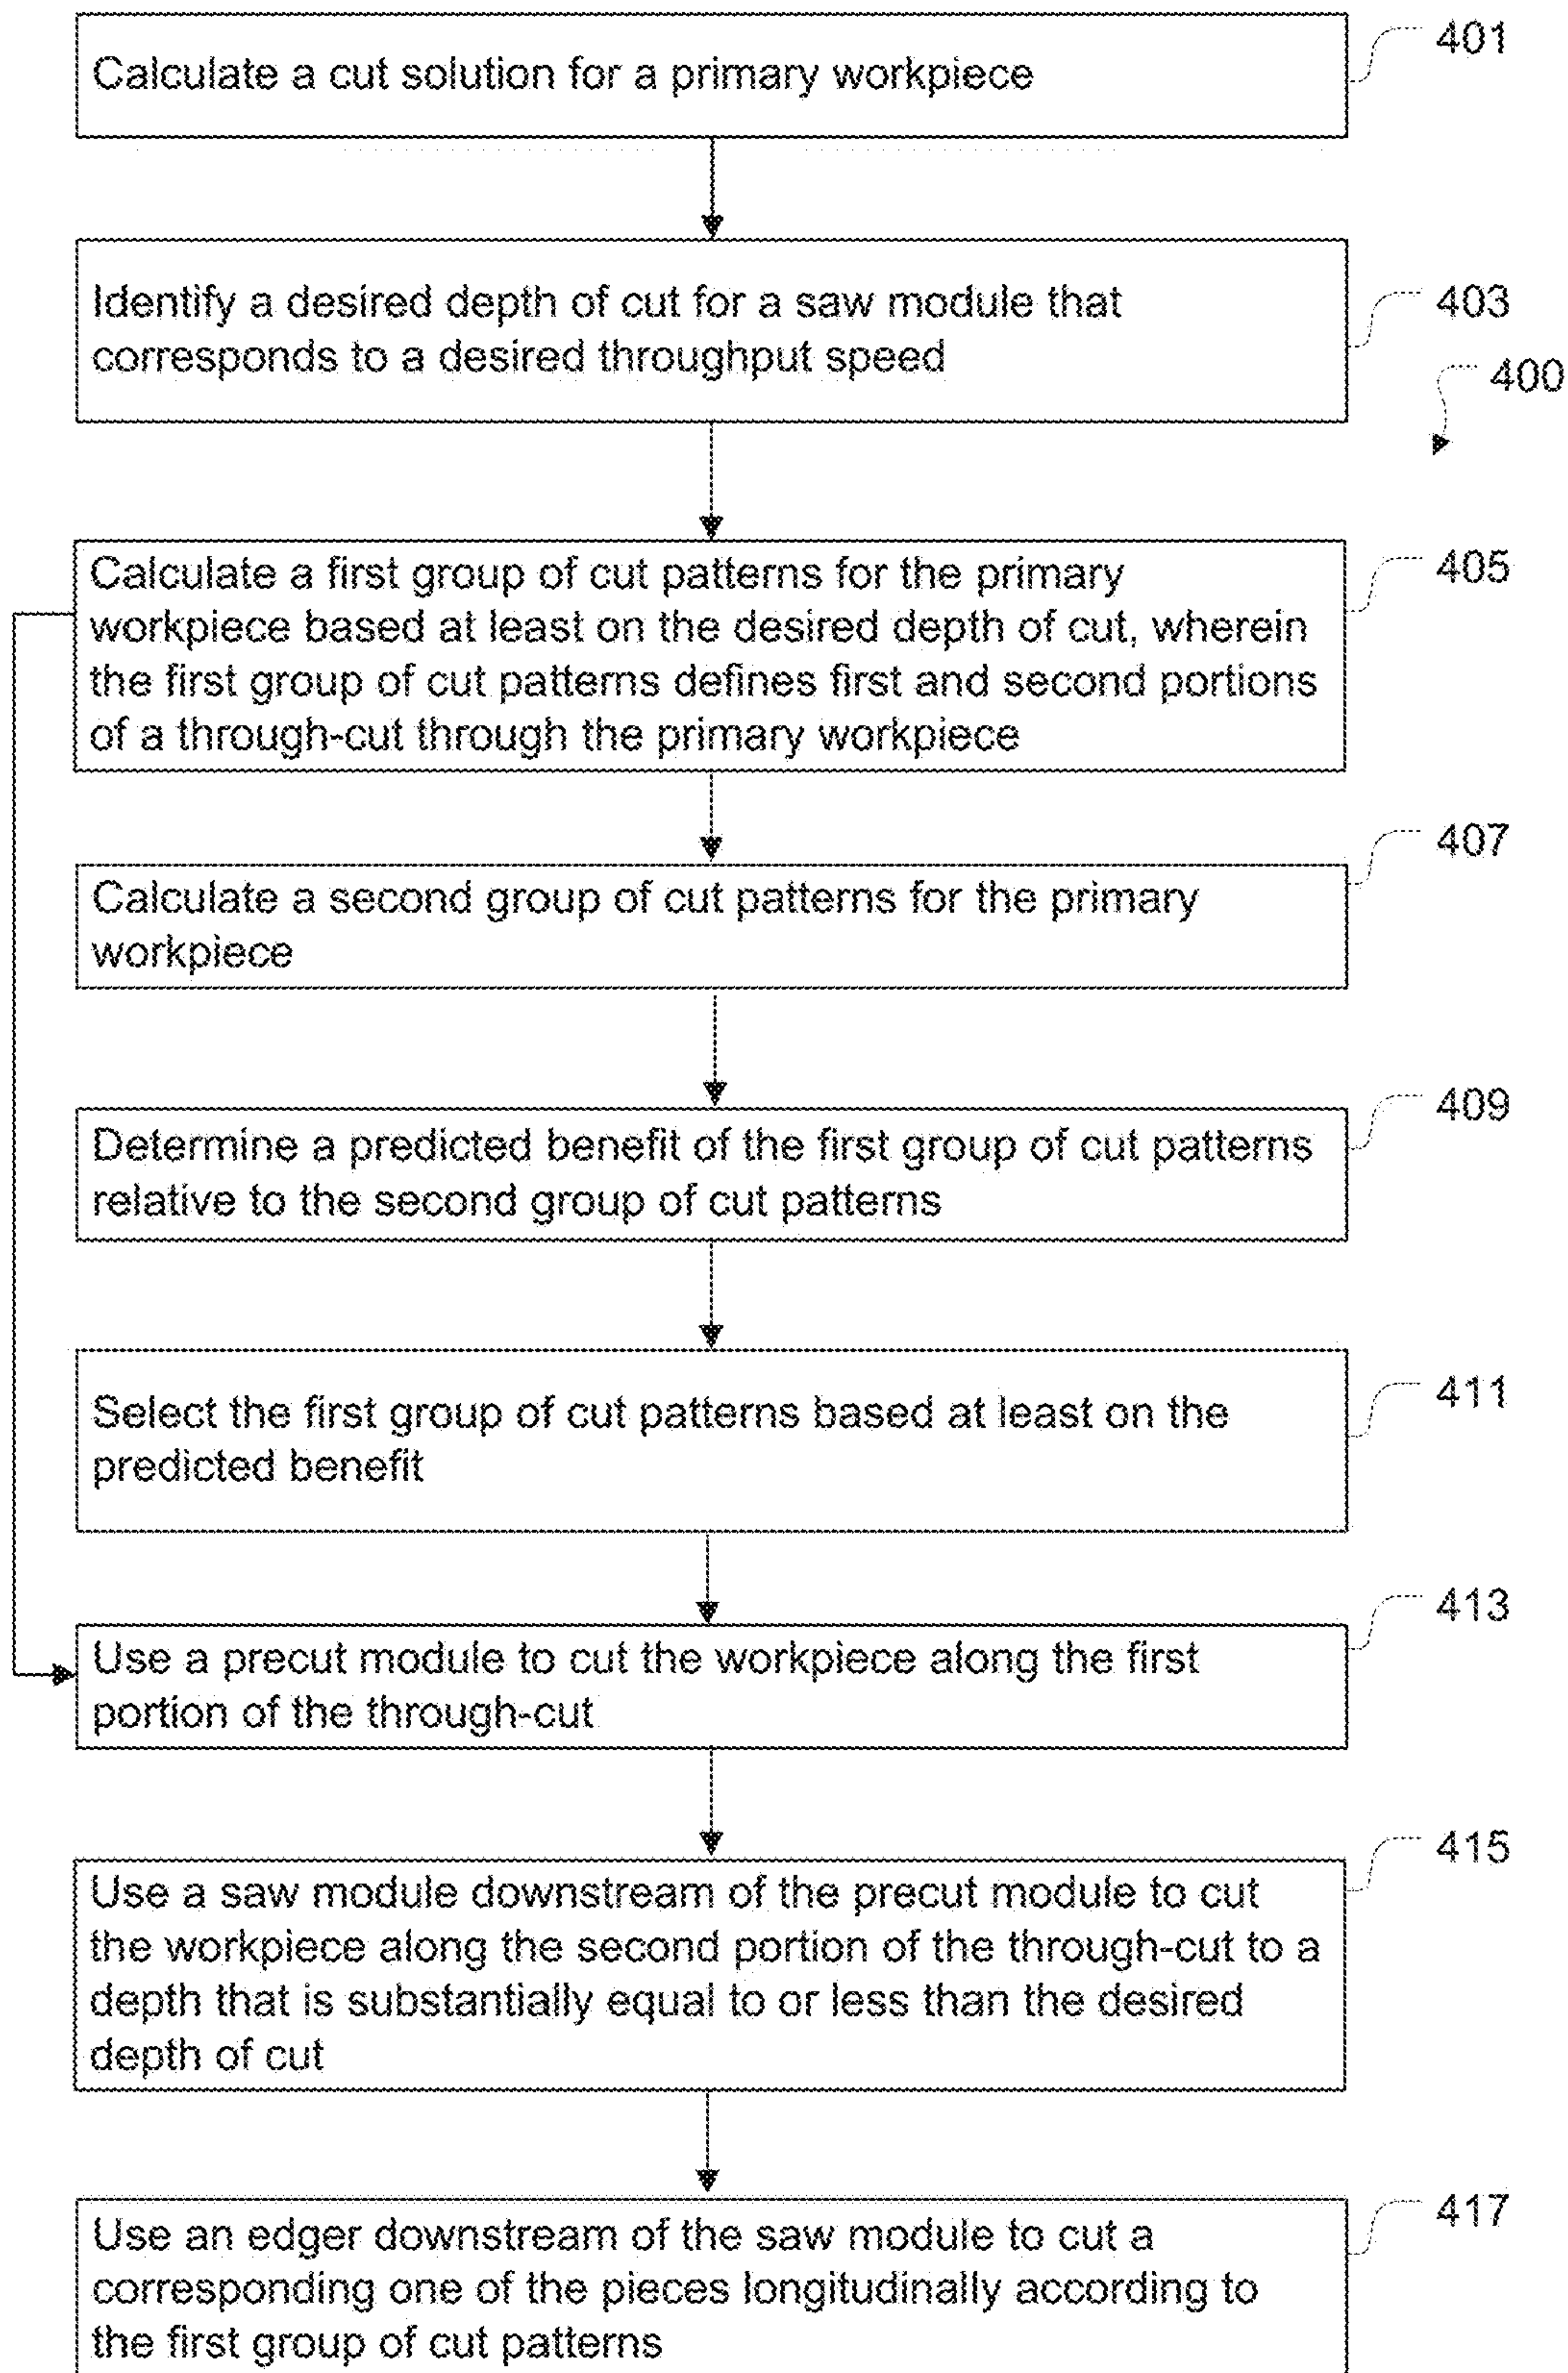 Calculate a cut solution for a primary workpiece
401
Identify a desired depth of cut for a saw module that
corresponds to a desired throughput speed
403
400
Calculate a first group of cut patterns for the primary
workpiece based at least on the desired depth of cut, wherein
the first group of cut patterns defines first and second portions
of a through-cut through the primary workpiece
405
Calculate a second group of cut patterns for the primary
workpiece
407
Determine a predicted benefit of the first group of cut patterns
relative to the second group of cut patterns
409
Select the first group of cut patterns based at least on the
predicted benefit
411
Use a precut module to cut the workpiece along the first
portion of the through-cut
413
Use a saw module downstream of the precut module to cut
the workpiece along the second portion of the through-cut to a
depth that is substantially equal to or less than the desired
depth of cut
415
Use an edger downstream of the saw module to cut a
corresponding one of the pieces longitudinally according to
the first group of cut patterns
417